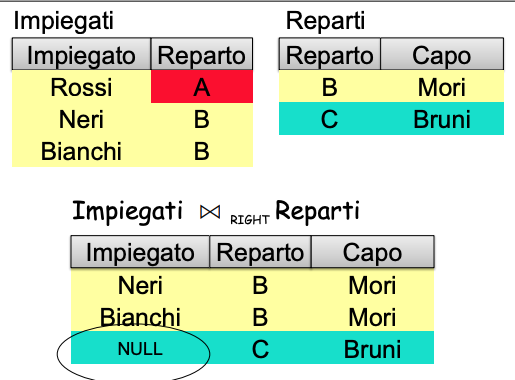 Impiegati
Impiegato Reparto
Rossi A
Neri B
Bianchi B
Reparti
Reparto Capo
B Mori
C Bruni
Impiegati ⋈ RIGHT Reparti
Impiegato Reparto Capo
Neri B Mori
Bianchi B Mori
NULL C Bruni